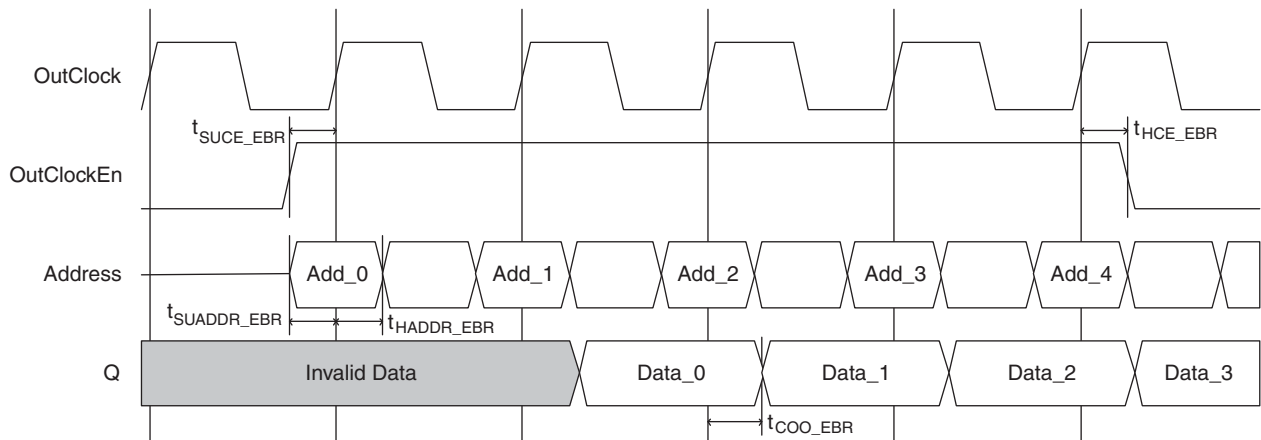 OutClock
tSUCE_EBR
tHCE_EBR
OutClockEn
Address
Add_0
Add_1
Add_2
Add_3
Add_4
tSUADDR_EBR
tHADDR_EBR
Q
Invalid Data
Data_0
Data_1
Data_2
Data_3
tCOO_EBR